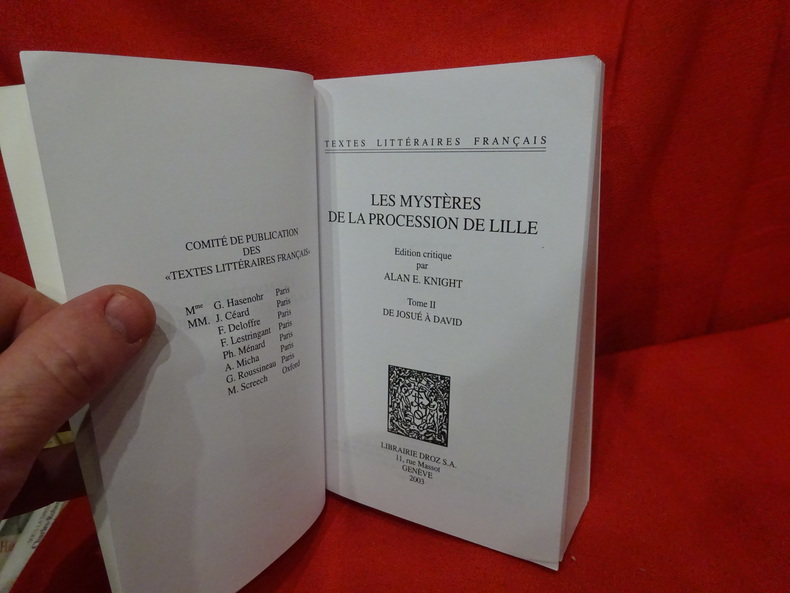 COMITÉ DE PUBLICATION
DES
«TEXTES LITTÉRAIRES FRANÇAIS»
Mme G. Hasenohr Paris
MM. J. Céard Paris
F. Deloffre Paris
F. Lestringant Paris
Ph. Ménard Paris
A. Micha Paris
G. Roussineau Paris
M. Screech Oxford
TEXTES LITTÉRAIRES FRANÇAIS
LES MYSTÈRES
DE LA PROCESSION DE LILLE
Edition critique
par
ALAN E. KNIGHT
Tome II
DE JOSUÉ À DAVID
LIBRAIRIE DROZ S.A.
11, rue Massot
GENÈVE
2003